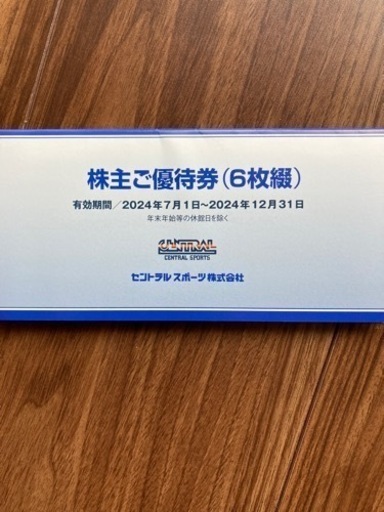 株主ご優待券（6枚綴）
有効期間／2024年7月1日～2024年12月31日
年末年始等の休館日を除く
CENTRAL
CENTRAL SPORTS
セントラルスポーツ株式会社